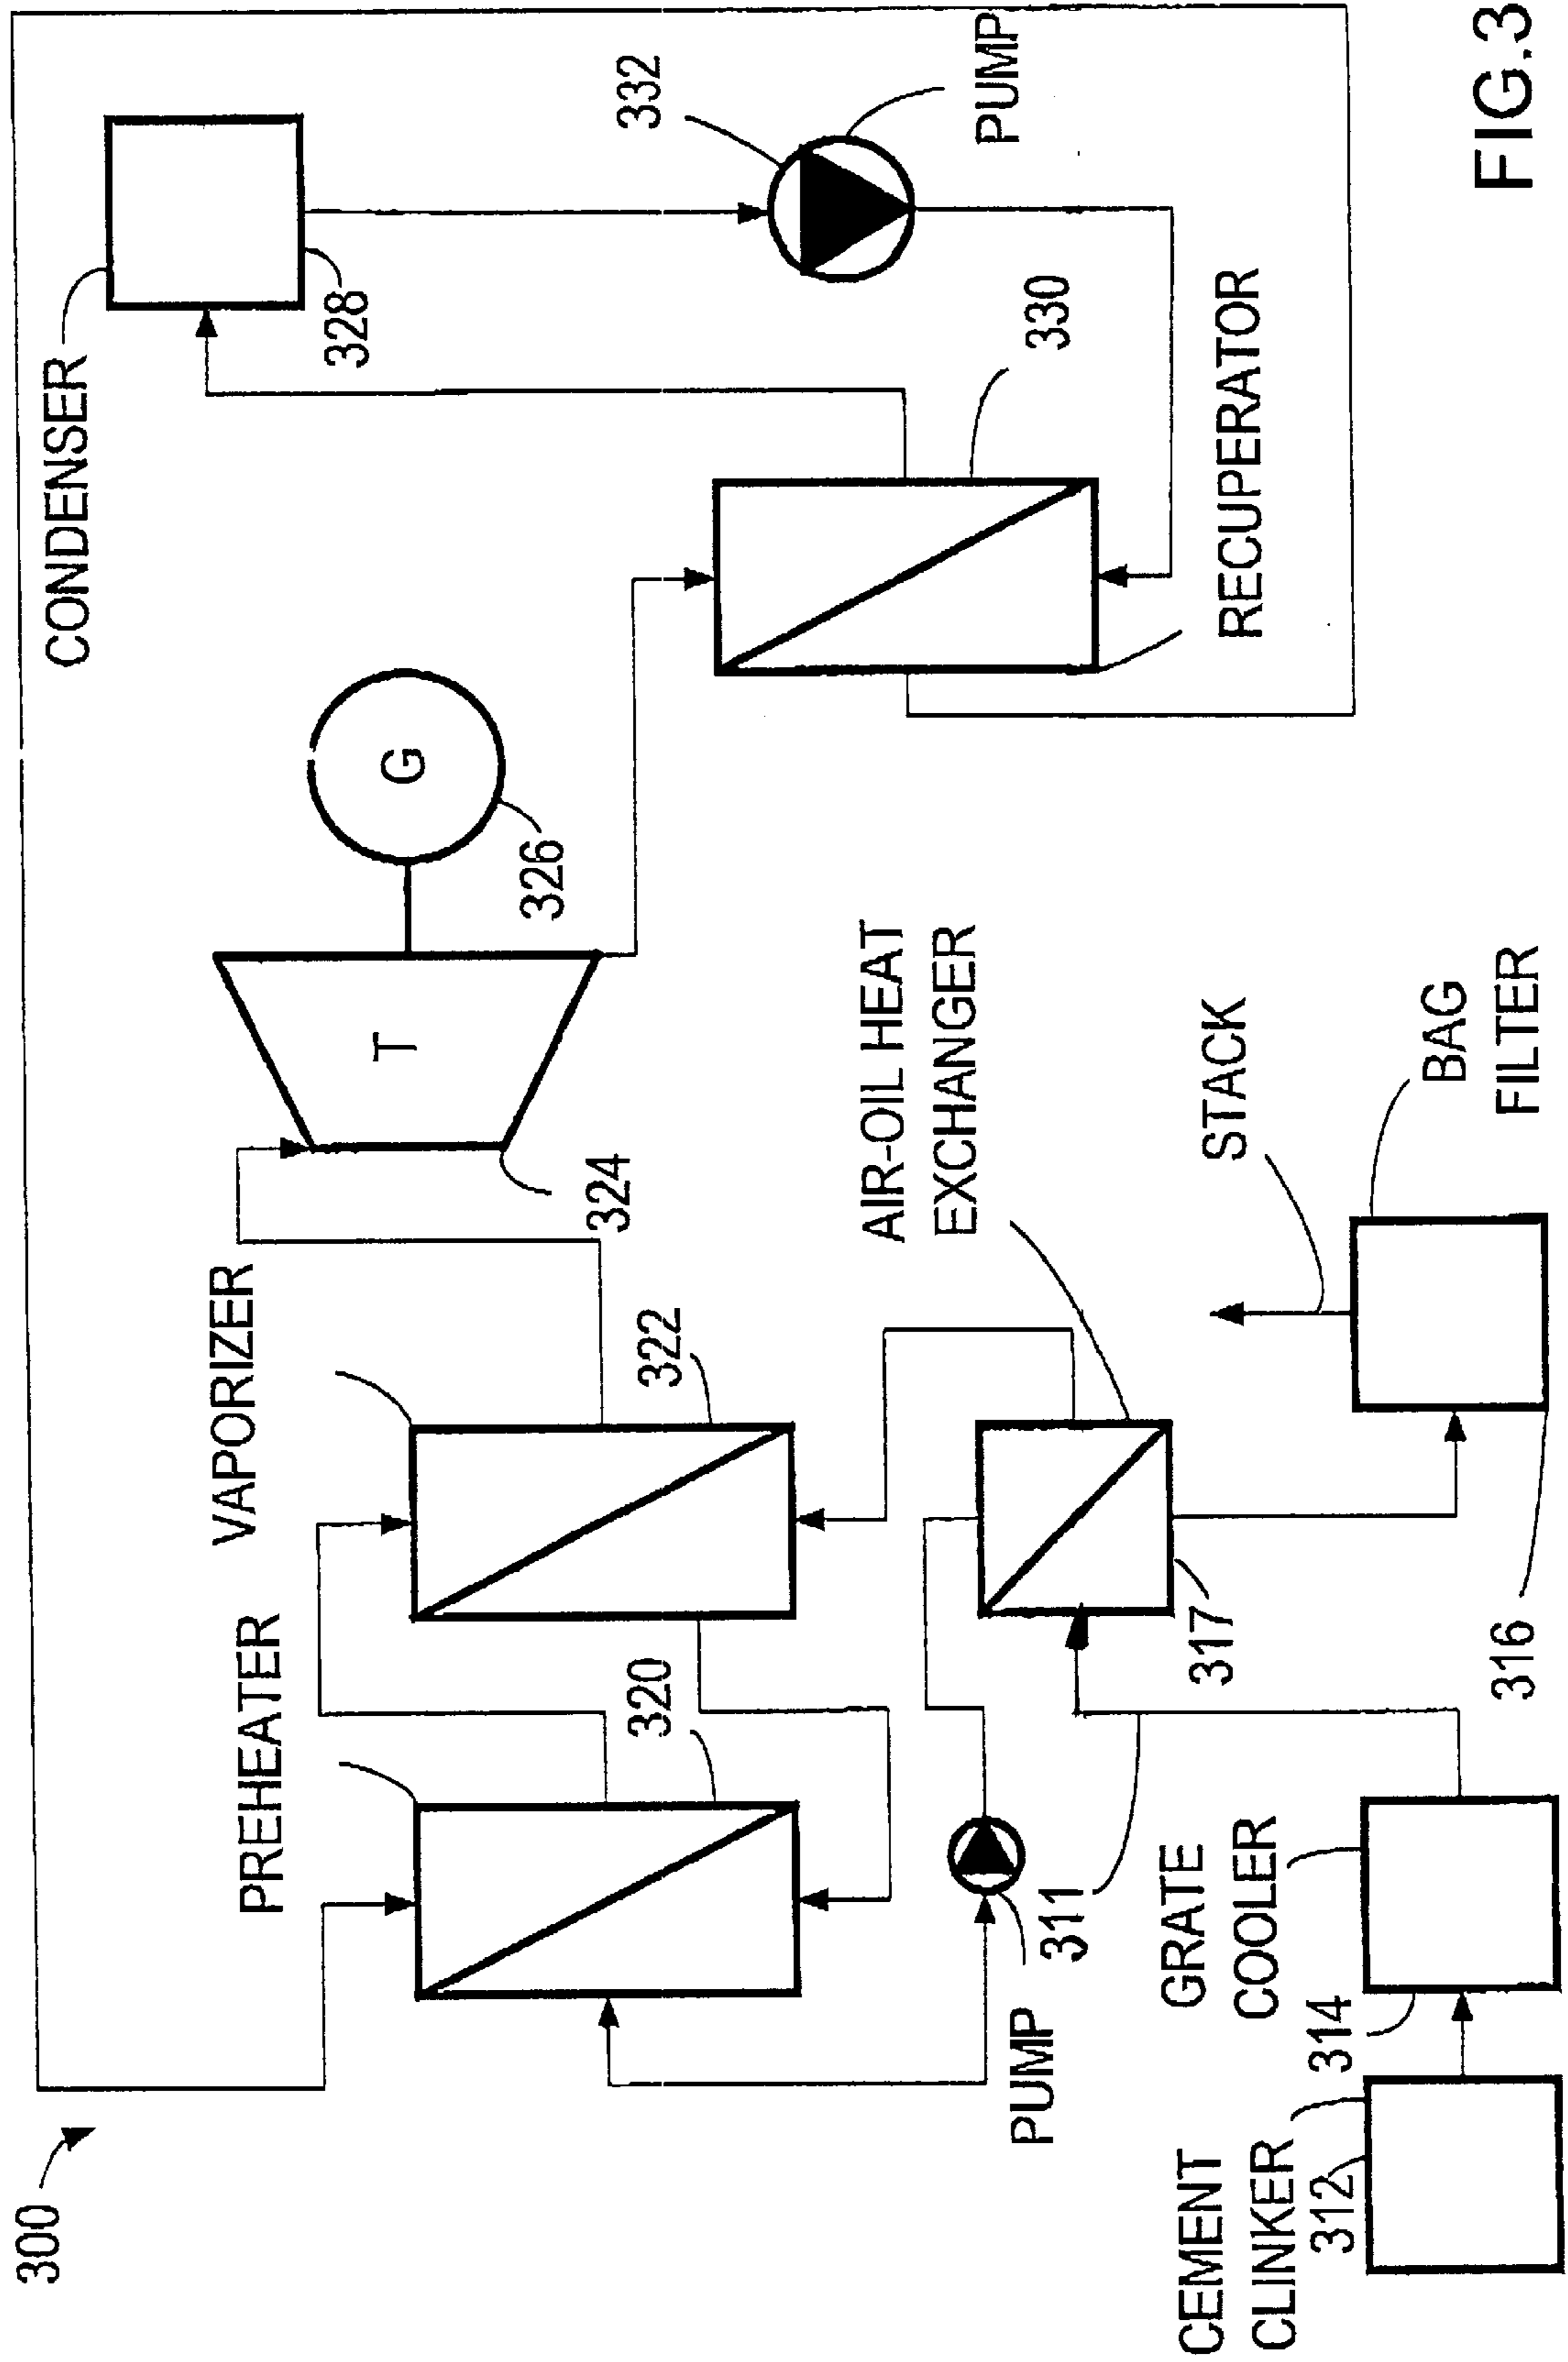 300
CONDENSER
328
332
PUMP
G
326
T
324
330
RECUPERATOR
VAPORIZER
322
PREHEATER
320
AIR-OIL HEAT
EXCHANGER
317
PUMP
311
STACK
BAG
FILTER
316
GRATE
COOLER
314
CEMENT
CLINKER
312
FIG.3